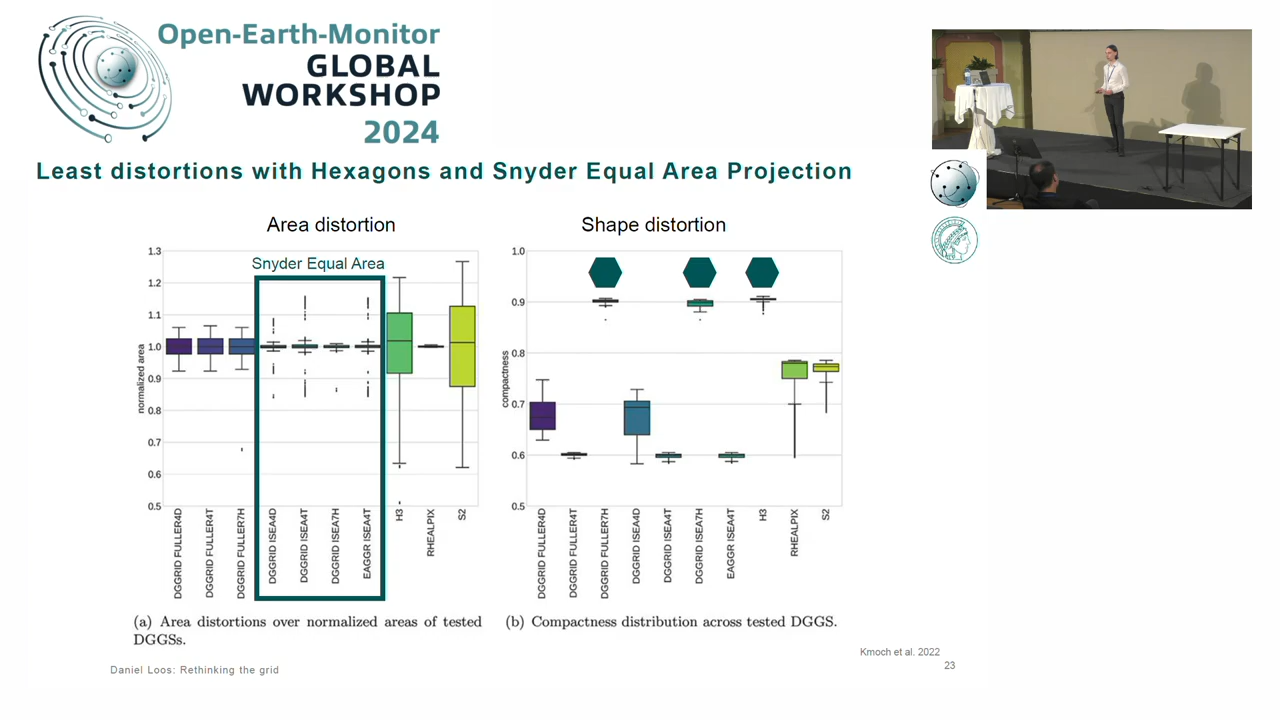 Open-Earth-Monitor
GLOBAL
WORKSHOP
2024
Least distortions with Hexagons and Snyder Equal Area Projection
Area distortion
Snyder Equal Area
normalized area
1.3
1.2
1.1
1.0
0.9
0.8
0.7
0.6
0.5
DGGRID FULLER4D
DGGRID FULLER4T
DGGRID FULLER7H
DGGRID ISEA4D
DGGRID ISEA4T
DGGRID ISEA7H
EAGGR ISEA4T
H3
RHEALPIX
S2
(a) Area distortions over normalized areas of tested
DGGSs.
Shape distortion
compactness
1.0
0.9
0.8
0.7
0.6
0.5
DGGRID FULLER4D
DGGRID FULLER4T
DGGRID FULLER7H
DGGRID ISEA4D
DGGRID ISEA4T
DGGRID ISEA7H
EAGGR ISEA4T
H3
RHEALPIX
S2
(b) Compactness distribution across tested DGGS.
Kmoch et al. 2022
Daniel Loos: Rethinking the grid
23